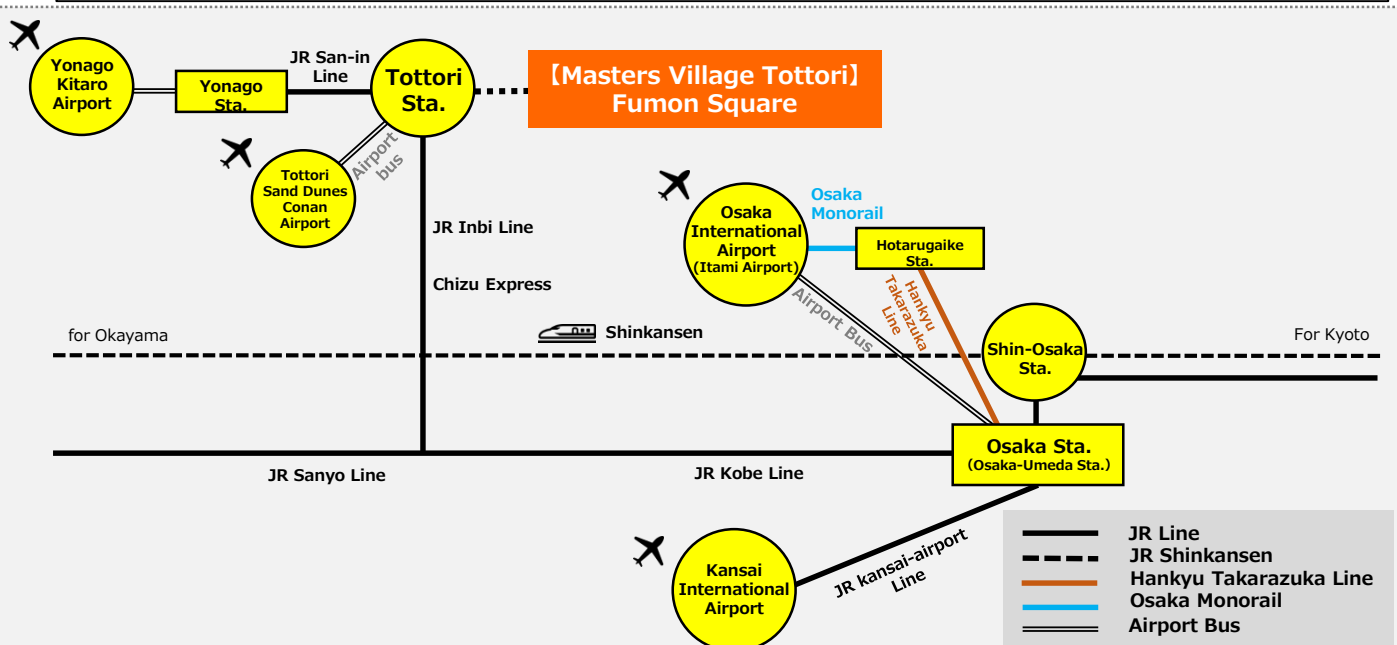 Yonago
Kitaro
Airport
Yonago
Sta.
JR San-in
Line
Tottori
Sta.
【Masters Village Tottori】
Fumon Square
Airport
bus
Tottori
Sand Dunes
Conan
Airport
JR Inbi Line
Chizu Express
Osaka
International
Airport
(Itami Airport)
Osaka
Monorail
Hotarugaike
Sta.
Hankyu
Takarazuka
Line
Airport Bus
for Okayama
Shinkansen
Shin-Osaka
Sta.
For Kyoto
Osaka Sta.
(Osaka-Umeda Sta.)
JR Sanyo Line
JR Kobe Line
Kansai
International
Airport
JR kansai-airport
Line
JR Line
JR Shinkansen
Hankyu Takarazuka Line
Osaka Monorail
Airport Bus